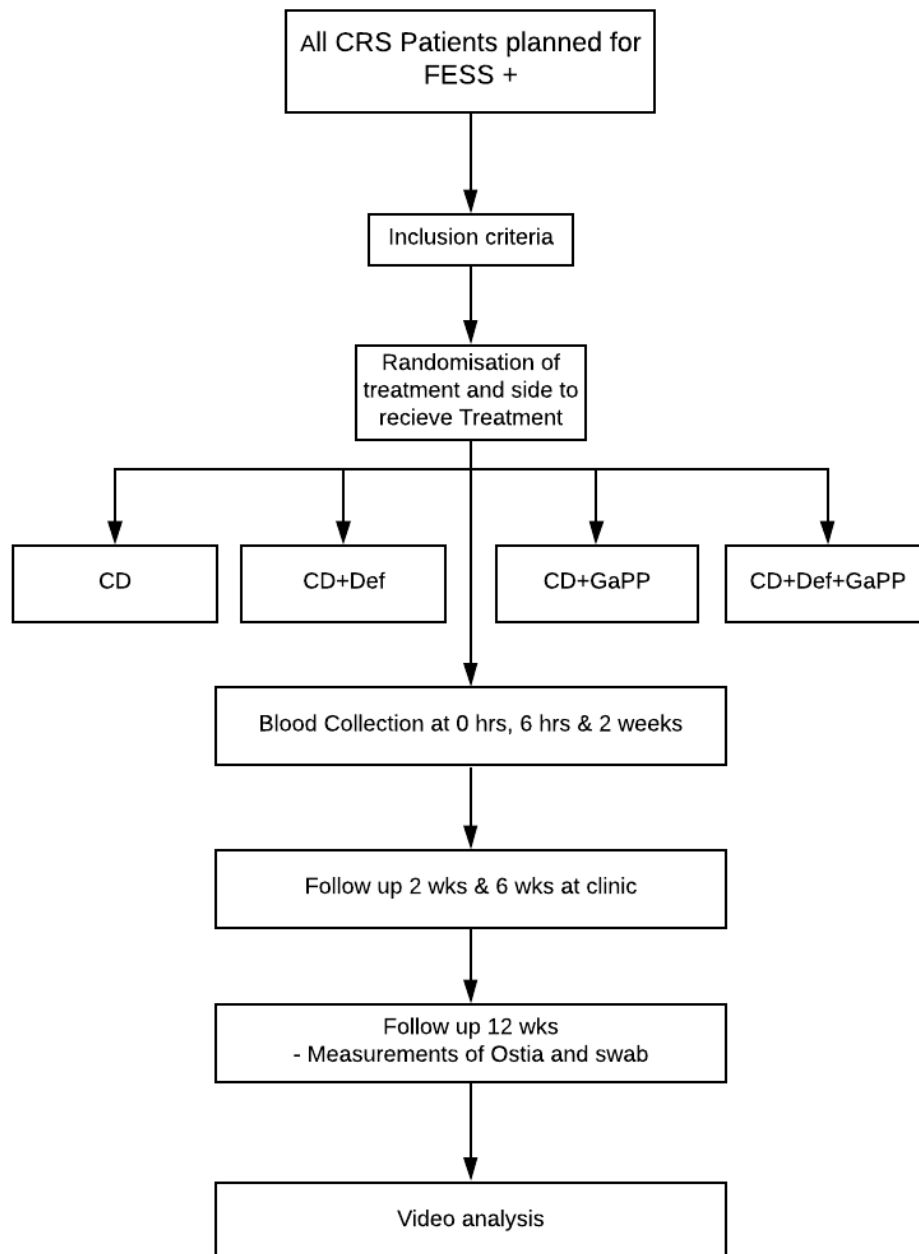 All CRS Patients planned for
FESS +
Inclusion criteria
Randomisation of
treatment and side to
recieve Treatment
CD
CD+Def
CD+GaPP
CD+Def+GaPP
Blood Collection at 0 hrs, 6 hrs & 2 weeks
Follow up 2 wks & 6 wks at clinic
Follow up 12 wks
- Measurements of Ostia and swab
Video analysis